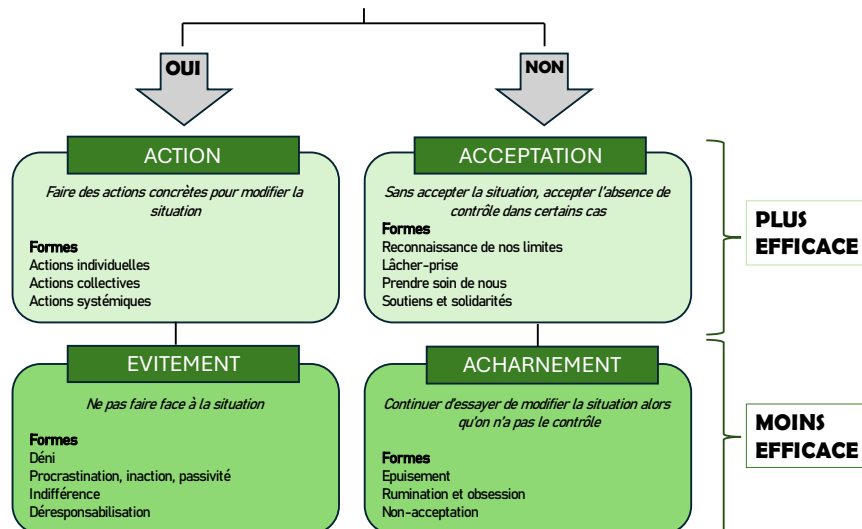 OUI
NON
ACTION
Faire des actions concrètes pour modifier la
situation
Formes
Actions individuelles
Actions collectives
Actions systémiques
ACCEPTATION
Sans accepter la situation, accepter l'absence de
contrôle dans certains cas
Formes
Reconnaissance de nos limites
Lâcher-prise
Prendre soin de nous
Soutiens et solidarités
PLUS
EFFICACE
EVITEMENT
Ne pas faire face à la situation
Formes
Déni
Procrastination, inaction, passivité
Indifférence
Déresponsabilisation
ACHARNEMENT
Continuer d'essayer de modifier la situation alors
qu'on n'a pas le contrôle
Formes
Epuisement
Rumination et obsession
Non-acceptation
MOINS
EFFICACE